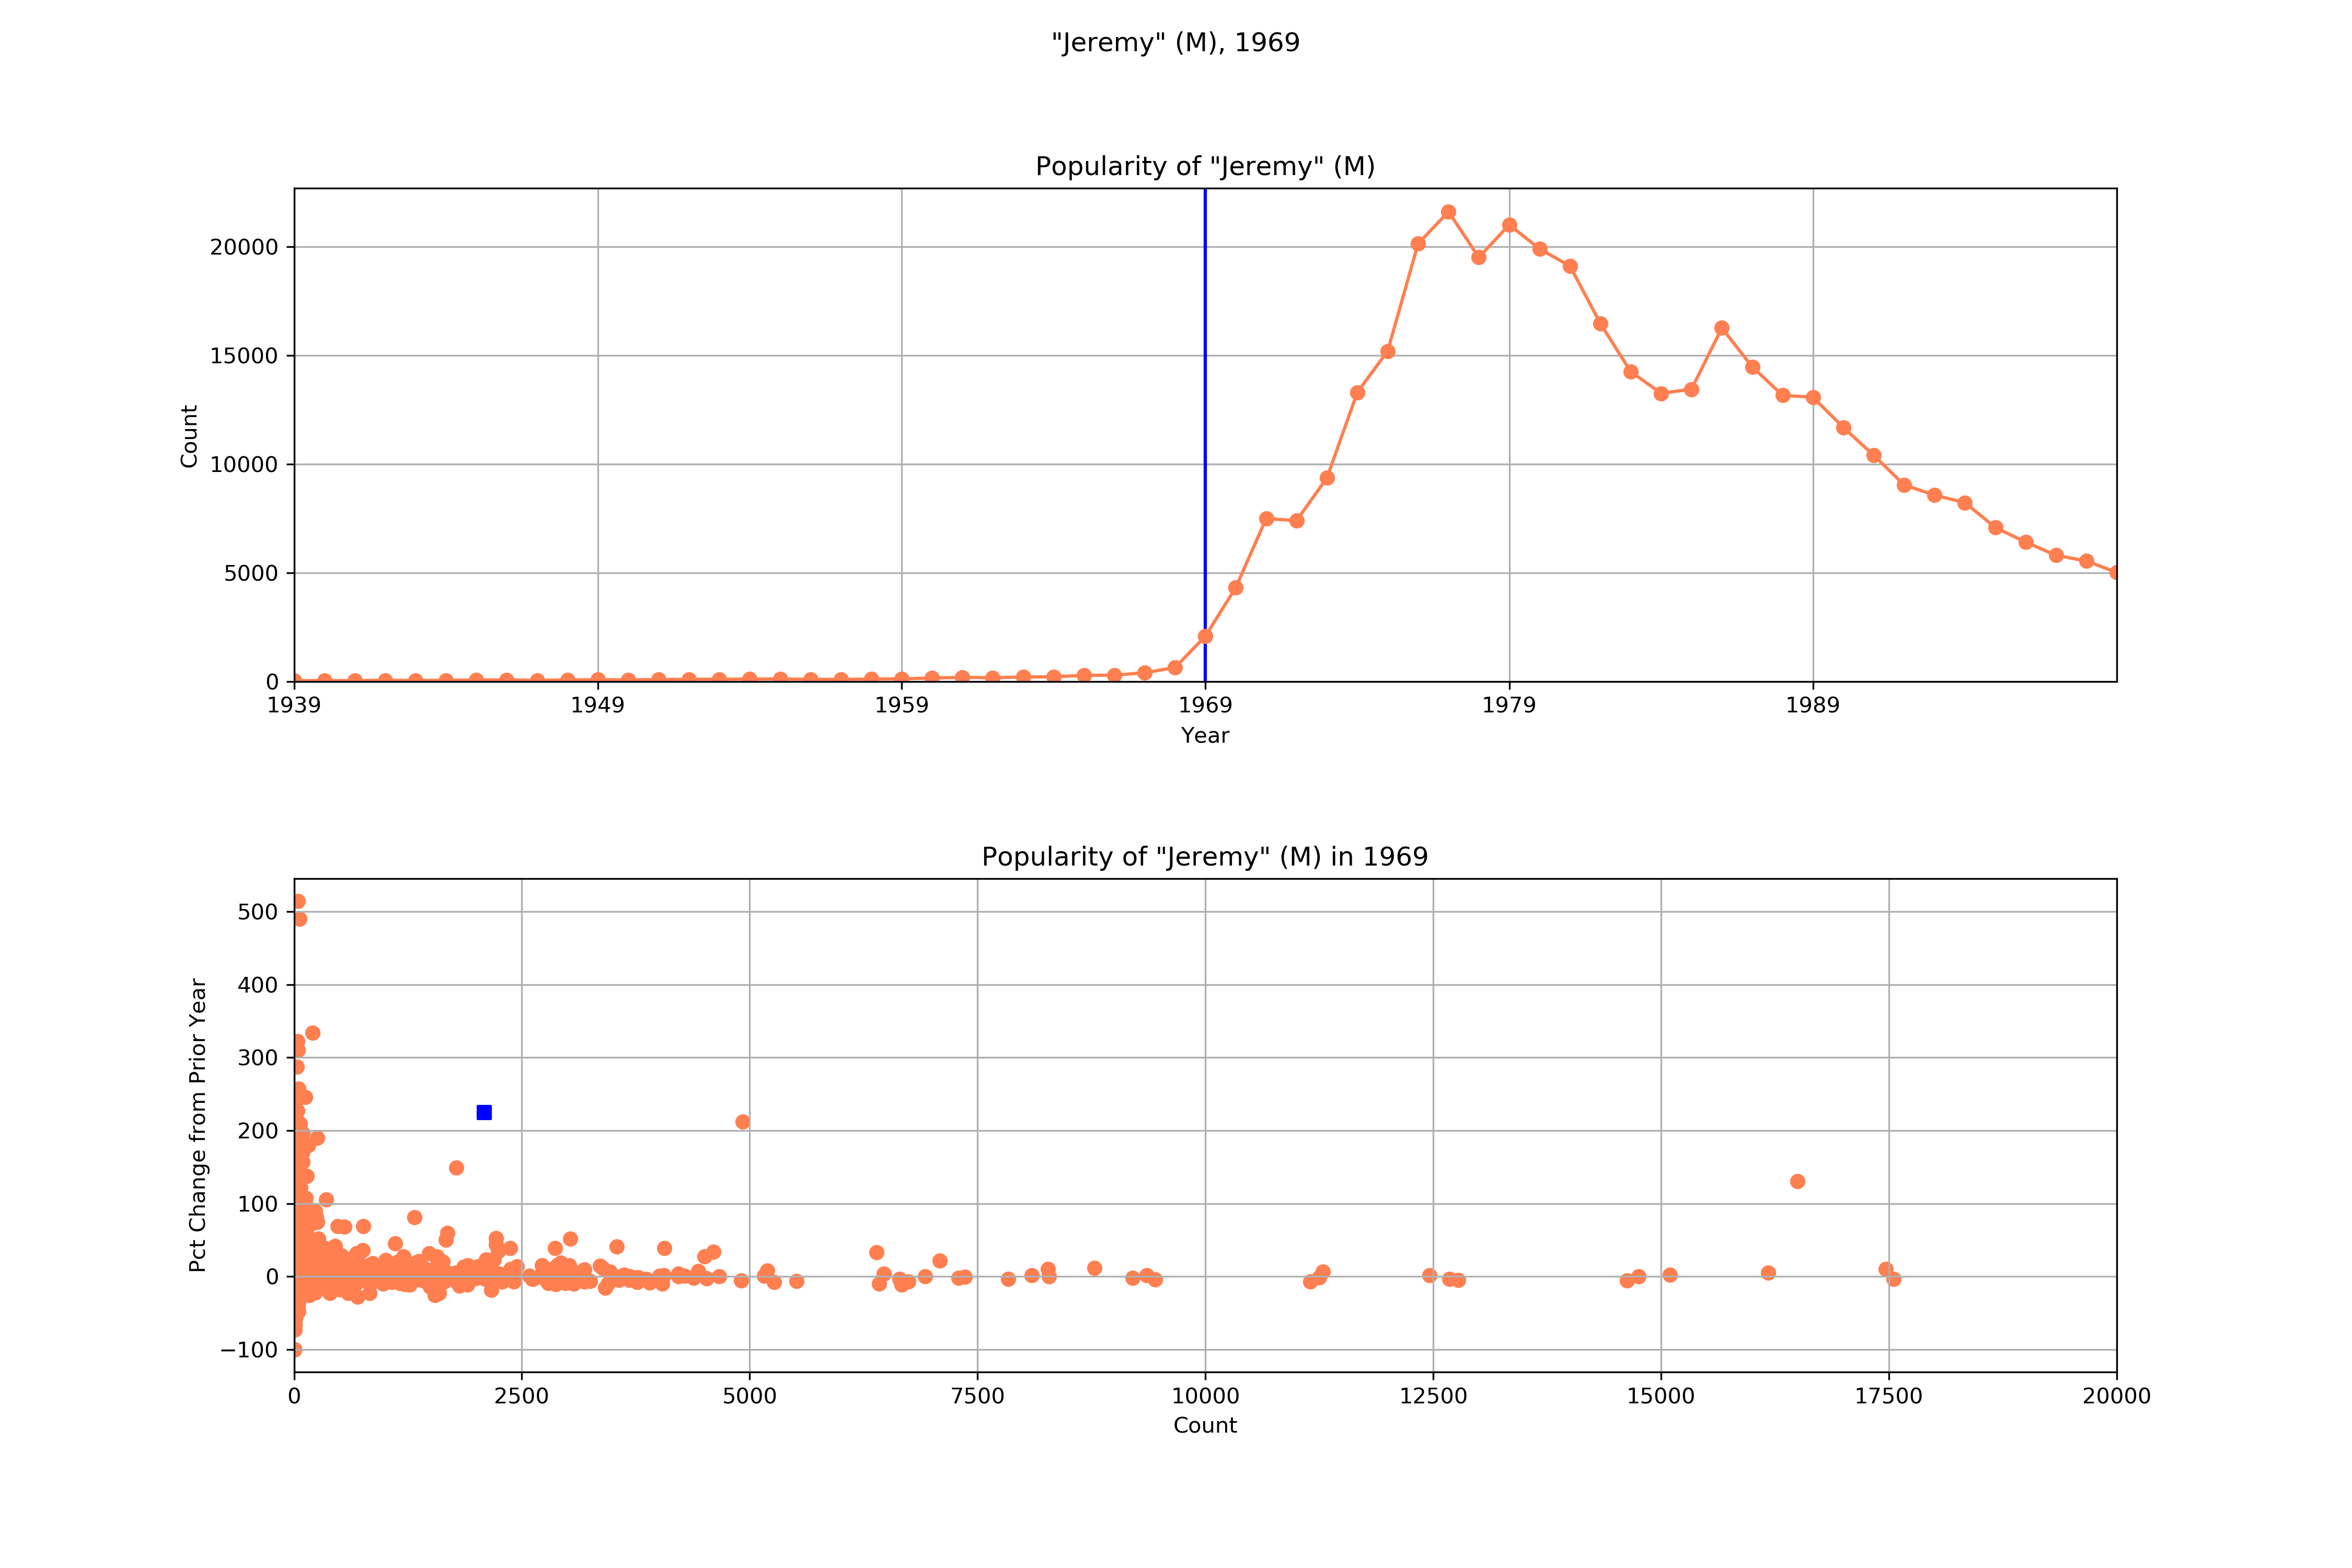 "Jeremy" (M), 1969
Popularity of "Jeremy" (M)
20000
15000
10000
5000
0
Count
1939 1949 1959 1969 1979 1989
Year
Popularity of "Jeremy" (M) in 1969
500
400
300
200
100
0
−100
Pct Change from Prior Year
0 2500 5000 7500 10000 12500 15000 17500 20000
Count